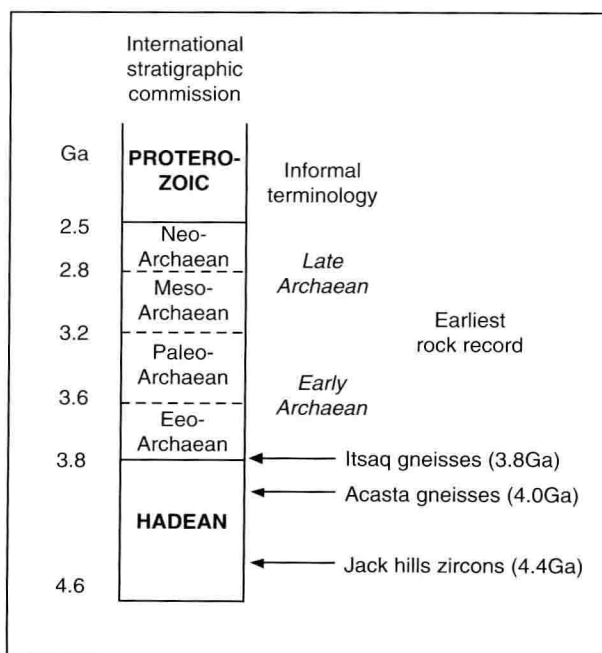 International
stratigraphic
commission
Ga
PROTERO-
ZOIC
Informal
terminology
2.5
Neo-
Archaean
Late
Archaean
2.8
Meso-
Archaean
Earliest
rock record
3.2
Paleo-
Archaean
Early
Archaean
3.6
Eeo-
Archaean
3.8
Itsaq gneisses (3.8Ga)
Acasta gneisses (4.0Ga)
HADEAN
Jack hills zircons (4.4Ga)
4.6